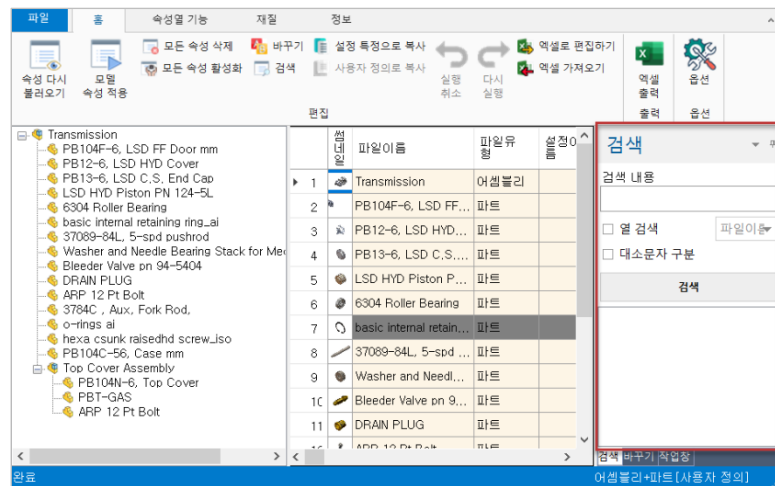 파일 홈 속성열 기능 재질 정보
모든 속성 삭제 바꾸기 설정 특정으로 복사 엑셀로 편집하기
모든 속성 활성화 검색 사용자 정의로 복사 엑셀 가져오기
속성 다시 불러오기
모델 속성 적용
실행 취소
다시 실행
엑셀 출력
옵션
편집 출력 옵션
Transmission
PB104F-6, LSD FF Door mm
PB12-6, LSD HYD Cover
PB13-6, LSD C,S, End Cap
LSD HYD Piston PN 124-5L
6304 Roller Bearing
basic internal retaining ring_ai
37089-84L, 5-spd pushrod
Washer and Needle Bearing Stack for Me
Bleeder Valve pn 94-5404
DRAIN PLUG
ARP 12 Pt Bolt
3784C , Aux, Fork Rod,
o-rings ai
hexa csunk raisedhd screw_iso
PB104C-56, Case mm
Top Cover Assembly
PB104N-6, Top Cover
PBT-GAS
ARP 12 Pt Bolt
썸네일 파일이름 파일유형 설정이름
1 Transmission 어셈블리
2 PB104F-6, LSD FF... 파트
3 PB12-6, LSD HYD... 파트
4 PB13-6, LSD C,S,... 파트
5 LSD HYD Piston P... 파트
6 6304 Roller Bearing 파트
7 basic internal retain... 파트
8 37089-84L, 5-spd ... 파트
9 Washer and Needl... 파트
10 Bleeder Valve pn 9... 파트
11 DRAIN PLUG 파트
ARP 12 Pt Bolt 파트
검색
검색 내용
열 검색 파일이름
대소문자 구분
검색
검색 바꾸기 작업창
완료 어셈블리+파트[사용자 정의]